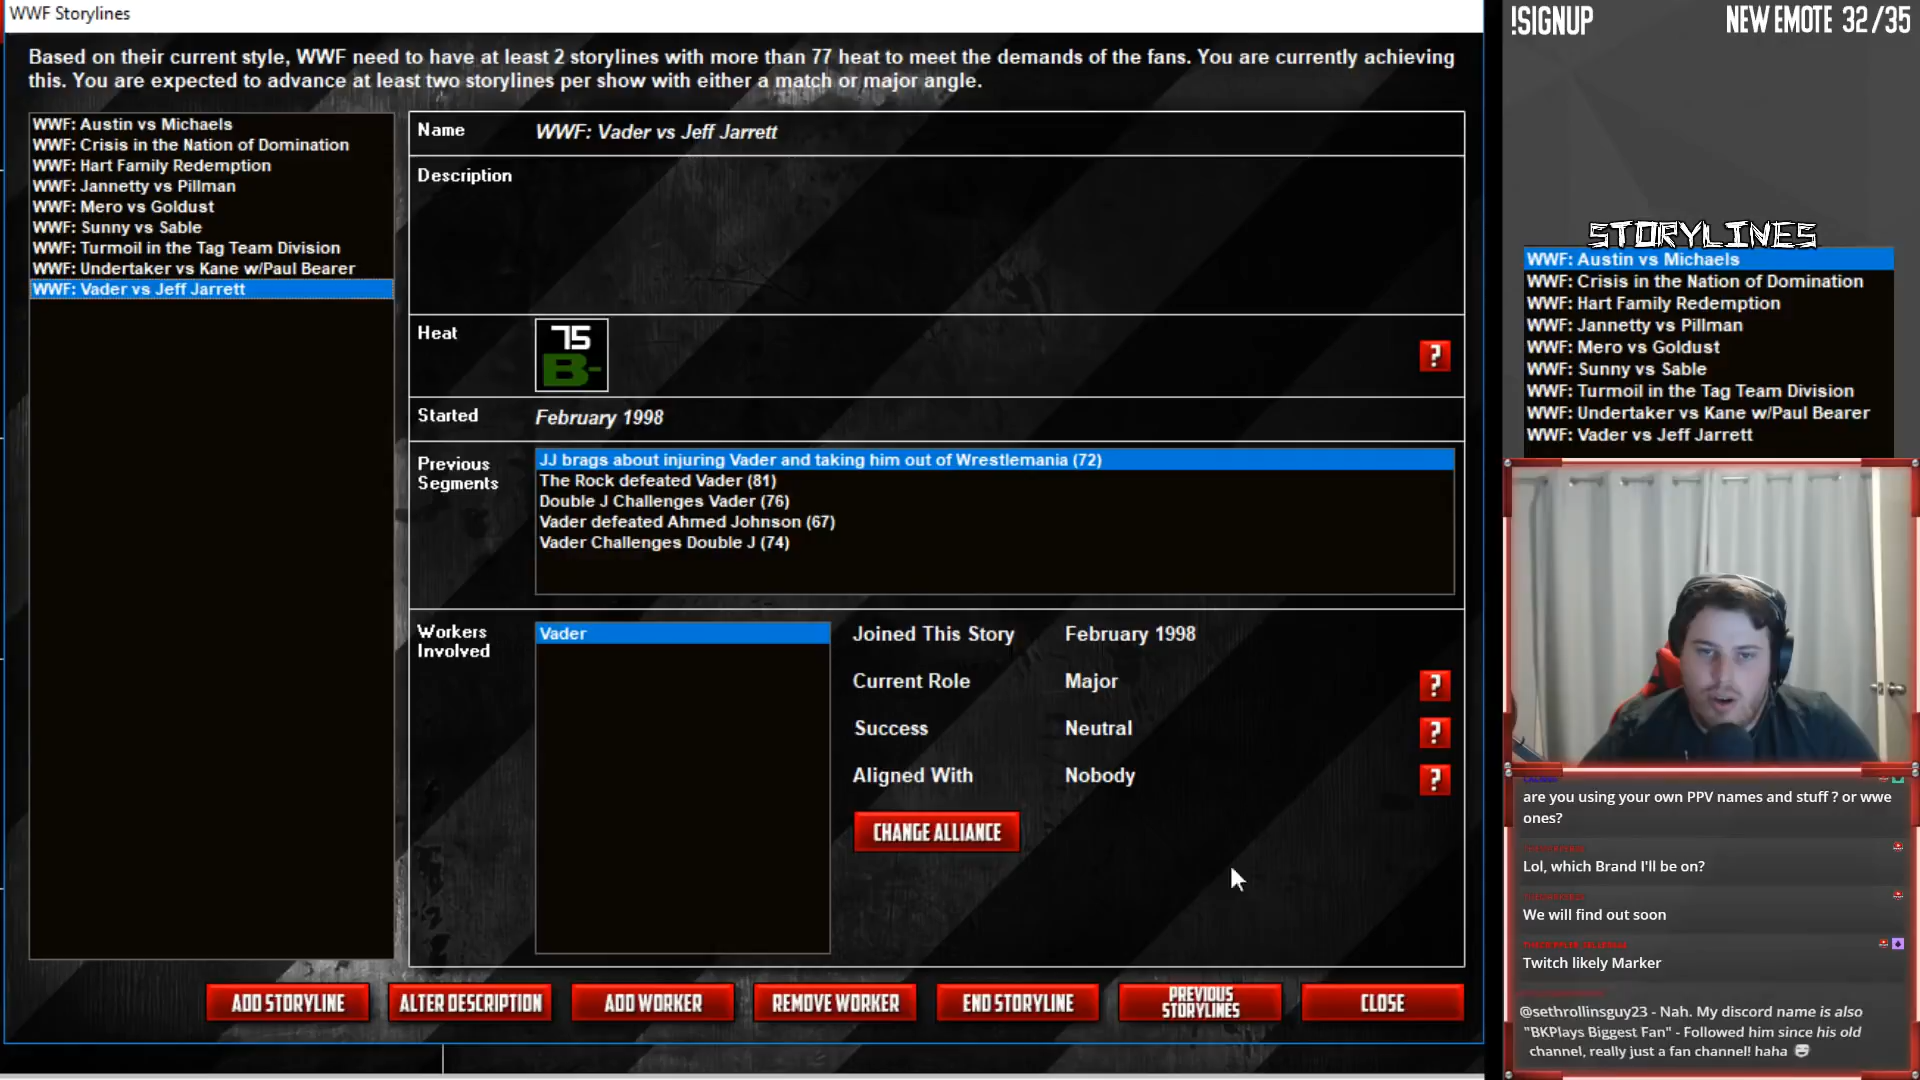 WWF Storylines
Based on their current style, WWF need to have at least 2 storylines with more than 77 heat to meet the demands of the fans. You are currently achieving
this. You are expected to advance at least two storylines per show with either a match or major angle.
WWF: Austin vs Michaels
WWF: Crisis in the Nation of Domination
WWF: Hart Family Redemption
WWF: Jannetty vs Pillman
WWF: Mero vs Goldust
WWF: Sunny vs Sable
WWF: Turmoil in the Tag Team Division
WWF: Undertaker vs Kane w/Paul Bearer
WWF: Vader vs Jeff Jarrett
Name
WWF: Vader vs Jeff Jarrett
Description
Heat
75
B-
?
Started
February 1998
Previous
Segments
JJ brags about injuring Vader and taking him out of Wrestlemania (72)
The Rock defeated Vader (81)
Double J Challenges Vader (76)
Vader defeated Ahmed Johnson (67)
Vader Challenges Double J (74)
Workers
Involved
Vader
Joined This Story
February 1998
Current Role
Major
?
Success
Neutral
?
Aligned With
Nobody
?
CHANGE ALLIANCE
ADD STORYLINE
ALTER DESCRIPTION
ADD WORKER
REMOVE WORKER
END STORYLINE
PREVIOUS
STORYLINES
CLOSE
!SIGNUP
NEW EMOTE 32/35
STORYLINES
WWF: Austin vs Michaels
WWF: Crisis in the Nation of Domination
WWF: Hart Family Redemption
WWF: Jannetty vs Pillman
WWF: Mero vs Goldust
WWF: Sunny vs Sable
WWF: Turmoil in the Tag Team Division
WWF: Undertaker vs Kane w/Paul Bearer
WWF: Vader vs Jeff Jarrett
are you using your own PPV names and stuff ? or wwe
ones?
Lol, which Brand I'll be on?
We will find out soon
Twitch likely Marker
@sethrollinsguy23 - Nah. My discord name is also
"BKPlays Biggest Fan" - Followed him since his old
channel, really just a fan channel! haha